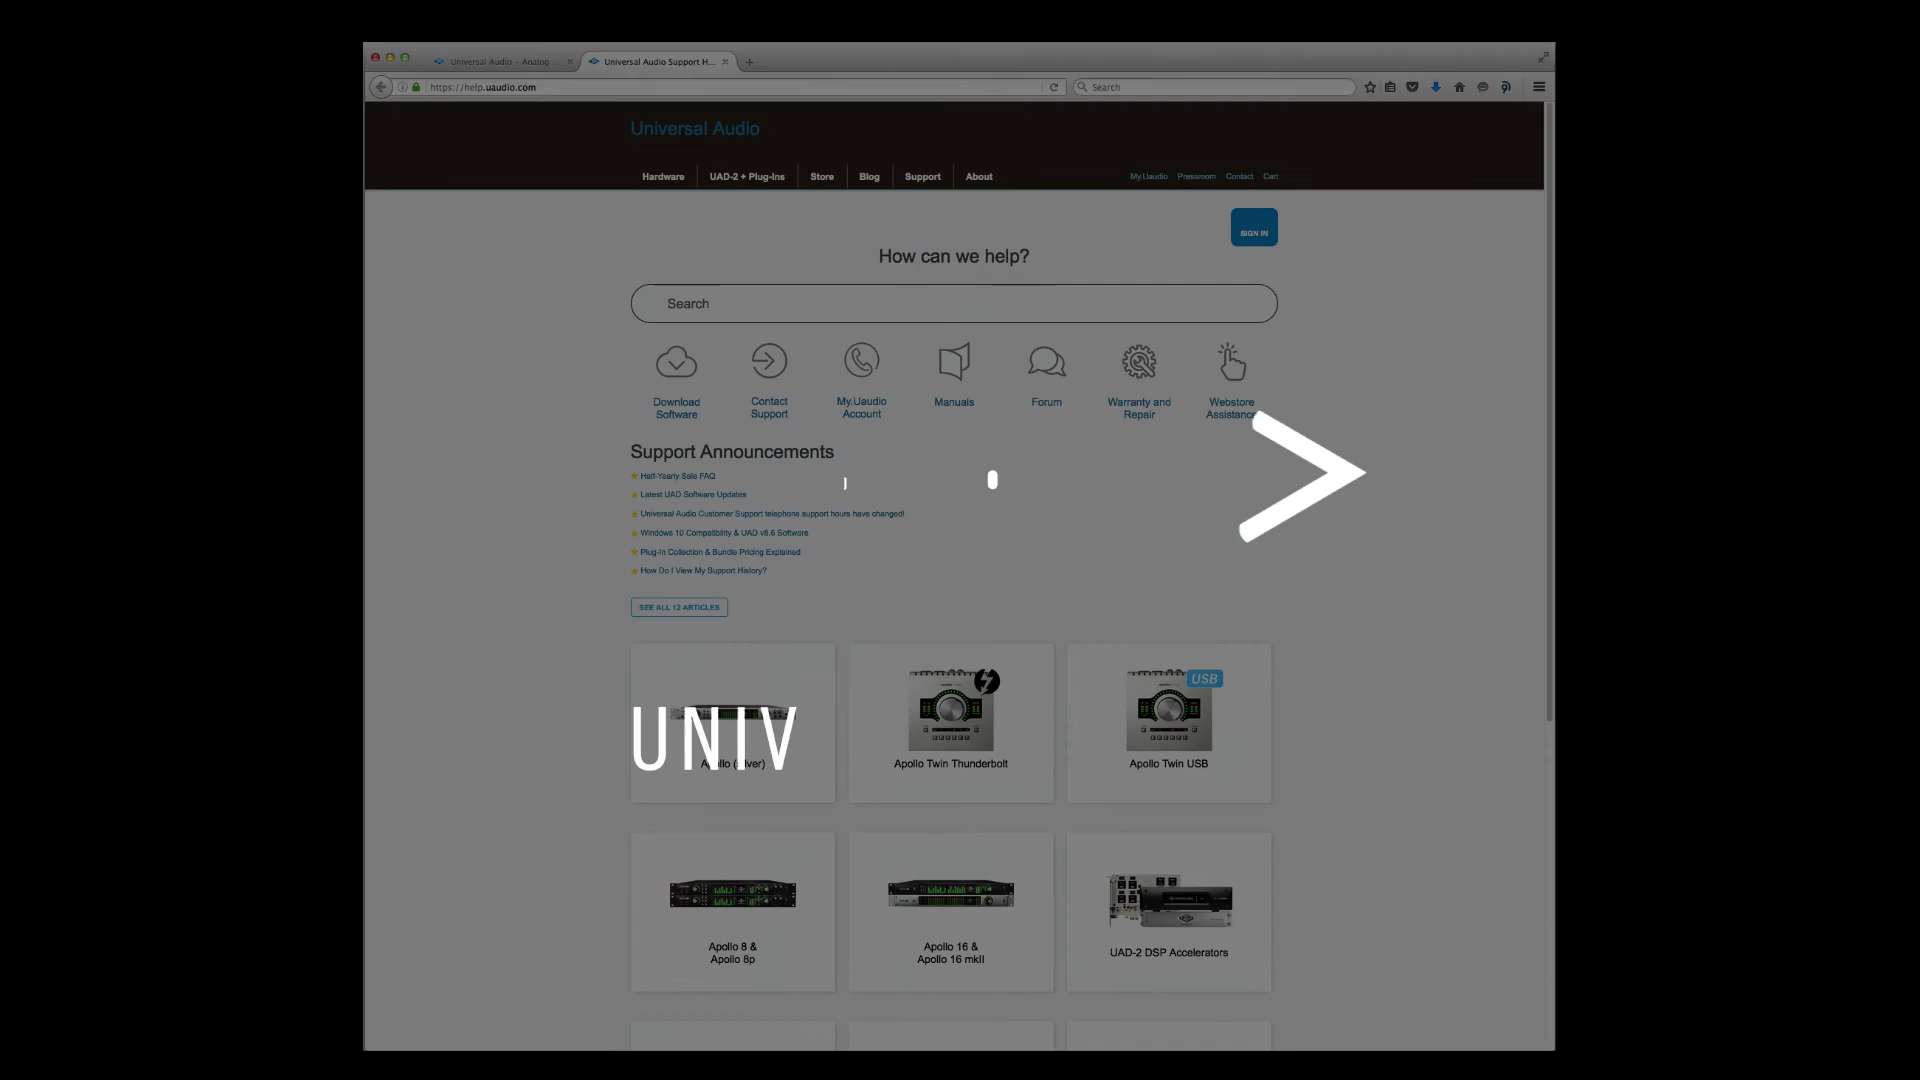 Universal Audio - Analog ...
Universal Audio Support H...
https://help.uaudio.com
Search
Universal Audio
Hardware
UAD-2 + Plug-Ins
Store
Blog
Support
About
My.Uaudio
Pressroom
Contact
Cart
SIGN IN
How can we help?
Search
Download
Software
Contact
Support
My.Uaudio
Account
Manuals
Forum
Warranty and
Repair
Webstore
Assistance
Support Announcements
Half-Yearly Sale FAQ
Latest UAD Software Updates
Universal Audio Customer Support telephone support hours have changed!
Windows 10 Compatibility & UAD v8.6 Software
Plug-In Collection & Bundle Pricing Explained
How Do I View My Support History?
SEE ALL 12 ARTICLES
USB
UNIV
Apollo (silver)
Apollo Twin Thunderbolt
Apollo Twin USB
Apollo 8 &
Apollo 8p
Apollo 16 &
Apollo 16 mkII
UAD-2 DSP Accelerators